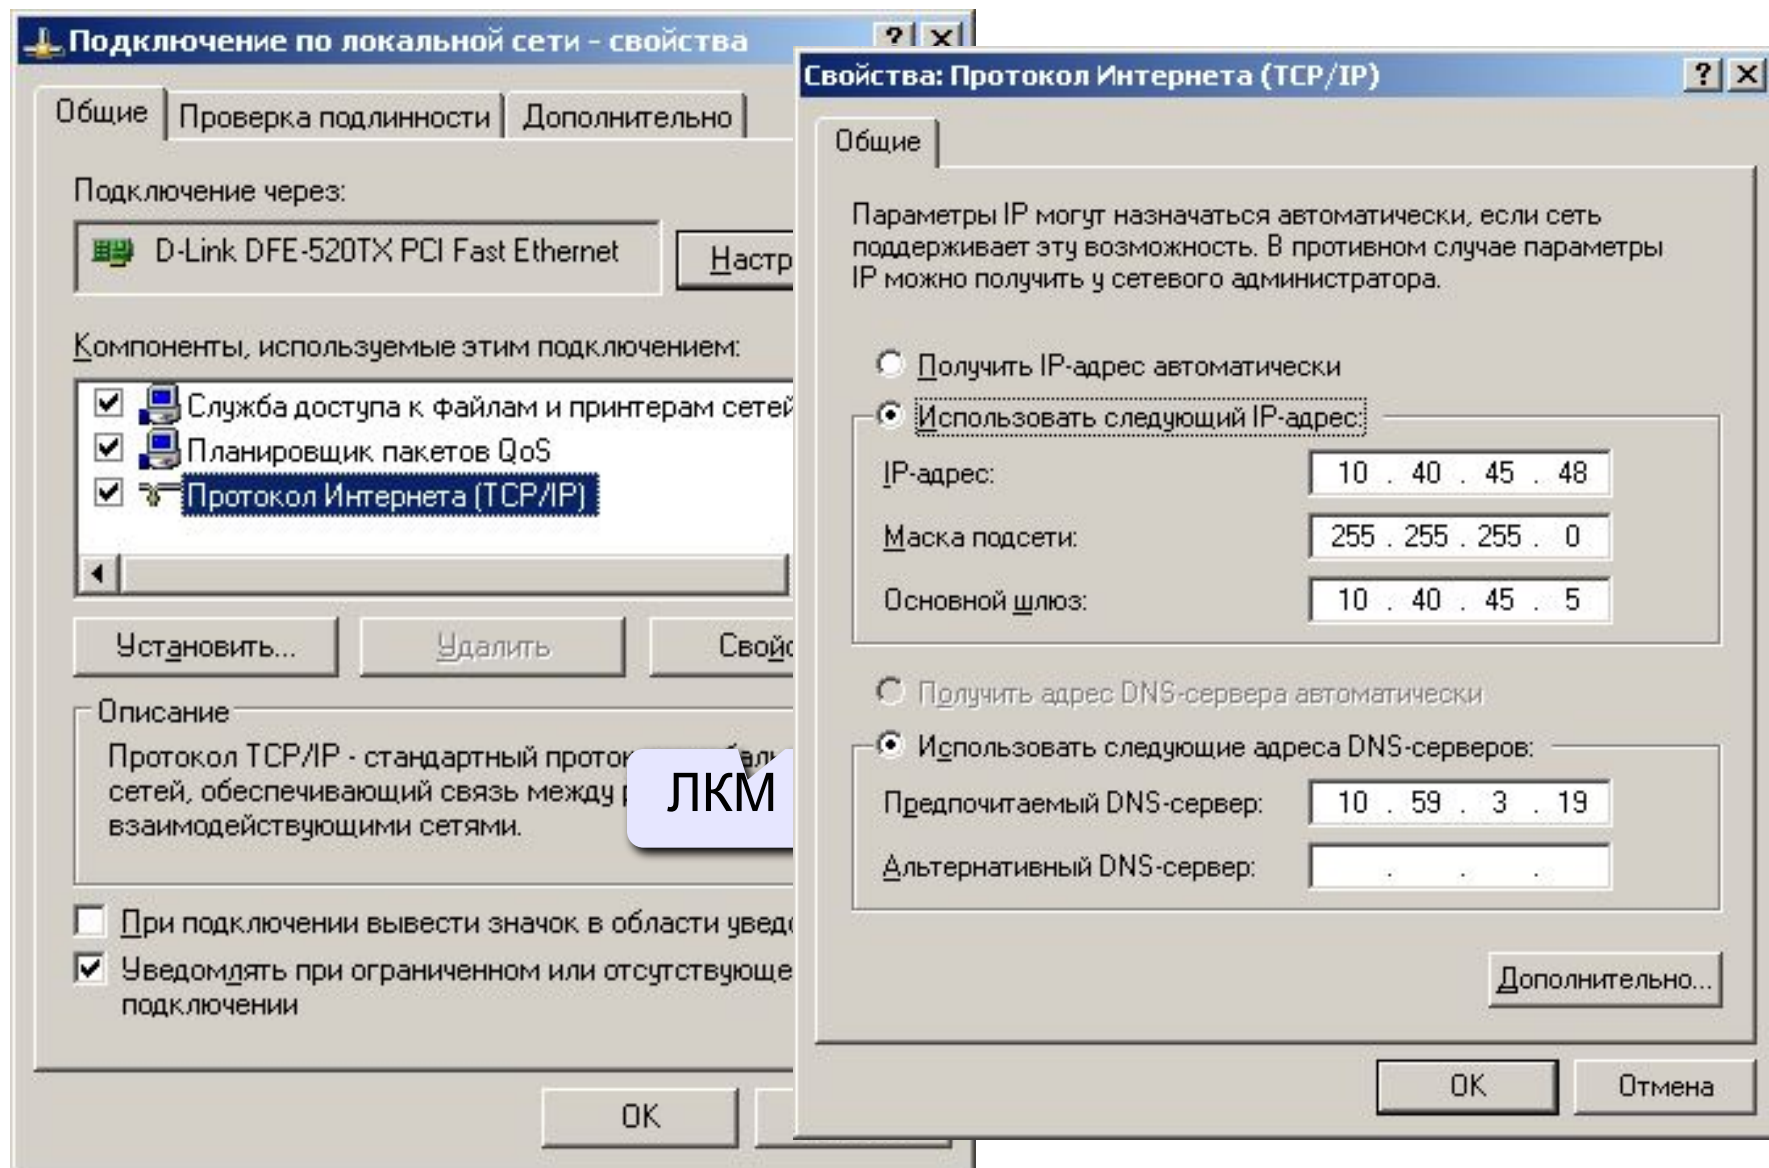 Подключение по локальной сети - свойства
Общие
Проверка подлинности
Дополнительно
Подключение через:
D-Link DFE-520TX PCI Fast Ethernet
Настр
Компоненты, используемые этим подключением:
Служба доступа к файлам и принтерам сетей
Планировщик пакетов QoS
Протокол Интернета (TCP/IP)
Установить...
Удалить
Свойс
Описание
Протокол TCP/IP - стандартный проток
сетей, обеспечивающий связь между
взаимодействующими сетями.
ЛКМ
При подключении вывести значок в области уведо
Уведомлять при ограниченном или отсутствующе
подключении
OK
Свойства: Протокол Интернета (TCP/IP)
Общие
Параметры IP могут назначаться автоматически, если сеть
поддерживает эту возможность. В противном случае параметры
IP можно получить у сетевого администратора.
Получить IP-адрес автоматически
Использовать следующий IP-адрес:
IP-адрес: 10 . 40 . 45 . 48
Маска подсети: 255 . 255 . 255 . 0
Основной шлюз: 10 . 40 . 45 . 5
Получить адрес DNS-сервера автоматически
Использовать следующие адреса DNS-серверов:
Предпочитаемый DNS-сервер: 10 . 59 . 3 . 19
Альтернативный DNS-сервер: . . .
Дополнительно...
OK
Отмена